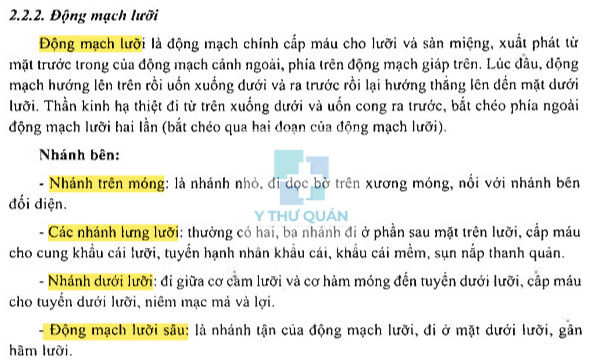 2.2.2. Động mạch lưỡi
Động mạch lưỡi là động mạch chính cấp máu cho lưỡi và sàn miệng, xuất phát từ
mặt trước trong của động mạch cảnh ngoài, phía trên động mạch giáp trên. Lúc đầu, động
mạch hướng lên trên rồi uốn xuống dưới và ra trước rồi lại hướng thẳng lên đến mặt dưới
lưỡi. Thần kinh hạ thiệt đi từ trên xuống dưới và uốn cong ra trước, bắt chéo phía ngoài
động mạch lưỡi hai lần (bắt chéo qua hai đoạn của động mạch lưỡi).
Nhánh bên:
- Nhánh trên móng: là nhánh nhỏ, đi dọc bờ trên xương móng, nối với nhánh bên
đối diện.
Y THƯ QUÁN
- Các nhánh lưng lưỡi: thường có hai, ba nhánh đi ở phần sau mặt trên lưỡi, cấp máu
cho cung khẩu cái lưỡi, tuyến hạnh nhân khẩu cái, khẩu cái mềm, sụn nắp thanh quản.
- Nhánh dưới lưỡi: đi giữa cơ cằm lưỡi và cơ hàm móng đến tuyến dưới lưỡi, cấp máu
cho tuyến dưới lưỡi, niêm mạc má và lợi.
- Động mạch lưỡi sâu: là nhánh tận của động mạch lưỡi, đi ở mặt dưới lưỡi, gần
hãm lưỡi.